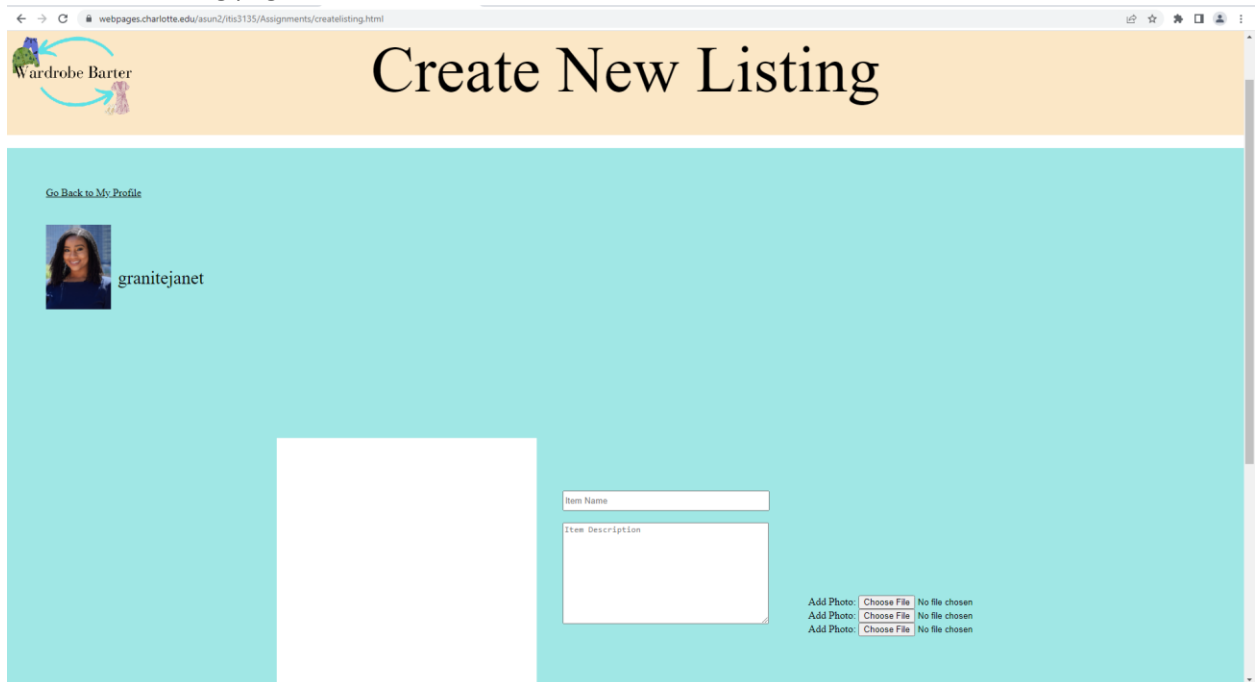 webpages.charlotte.edu/asun2/itis3135/Assignments/createlisting.html
Wardrobe Barter
Create New Listing
Go Back to My Profile
granitejanet
Item Name
Item Description
Add Photo: Choose File No file chosen
Add Photo: Choose File No file chosen
Add Photo: Choose File No file chosen